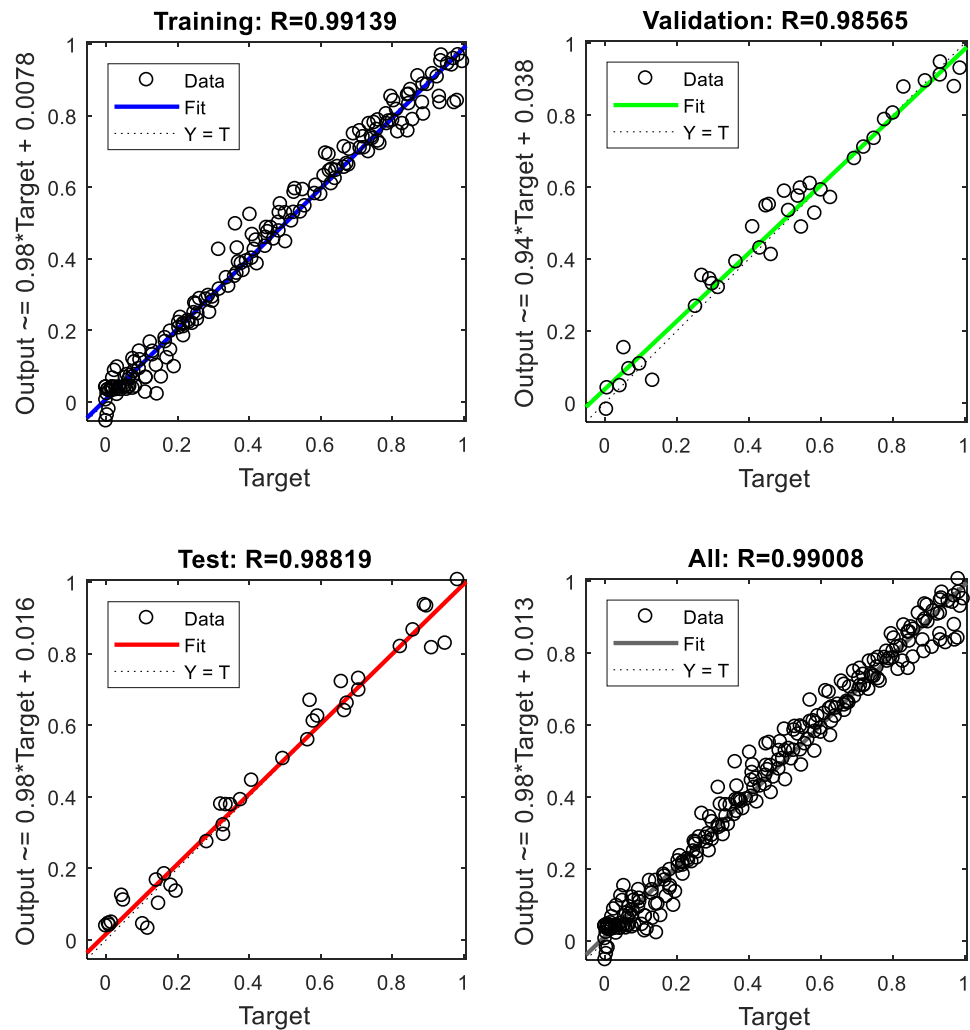 Training: R=0.99139
Output ~= 0.98*Target + 0.0078
1
0.8
0.6
0.4
0.2
0
Data
Fit
Y = T
0 0.2 0.4 0.6 0.8 1
Target
Validation: R=0.98565
Output ~= 0.94*Target + 0.038
1
0.8
0.6
0.4
0.2
0
Data
Fit
Y = T
0 0.2 0.4 0.6 0.8 1
Target
Test: R=0.98819
Output ~= 0.98*Target + 0.016
1
0.8
0.6
0.4
0.2
0
Data
Fit
Y = T
0 0.2 0.4 0.6 0.8 1
Target
All: R=0.99008
Output ~= 0.98*Target + 0.013
1
0.8
0.6
0.4
0.2
0
Data
Fit
Y = T
0 0.2 0.4 0.6 0.8 1
Target